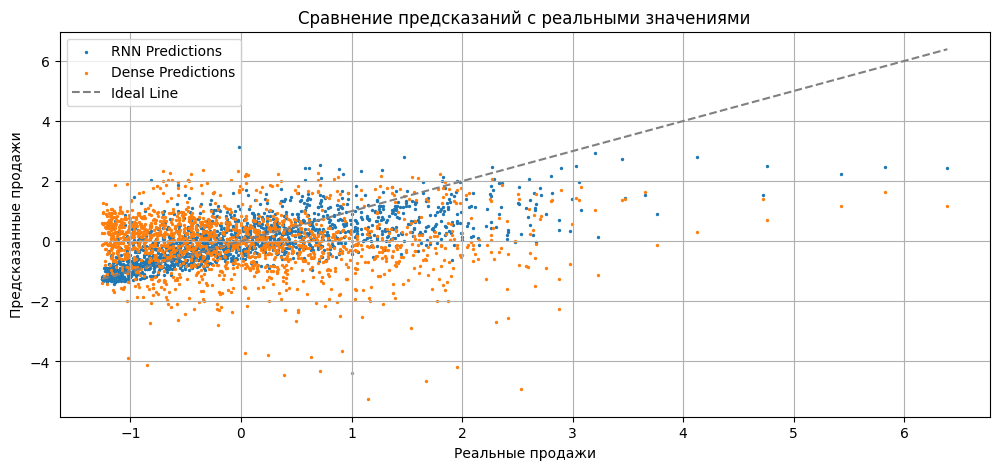 Сравнение предсказаний с реальными значениями
RNN Predictions
Dense Predictions
Ideal Line
Предсказанные продажи
6
4
2
0
−2
−4
−1
0
1
2
3
4
5
6
Реальные продажи